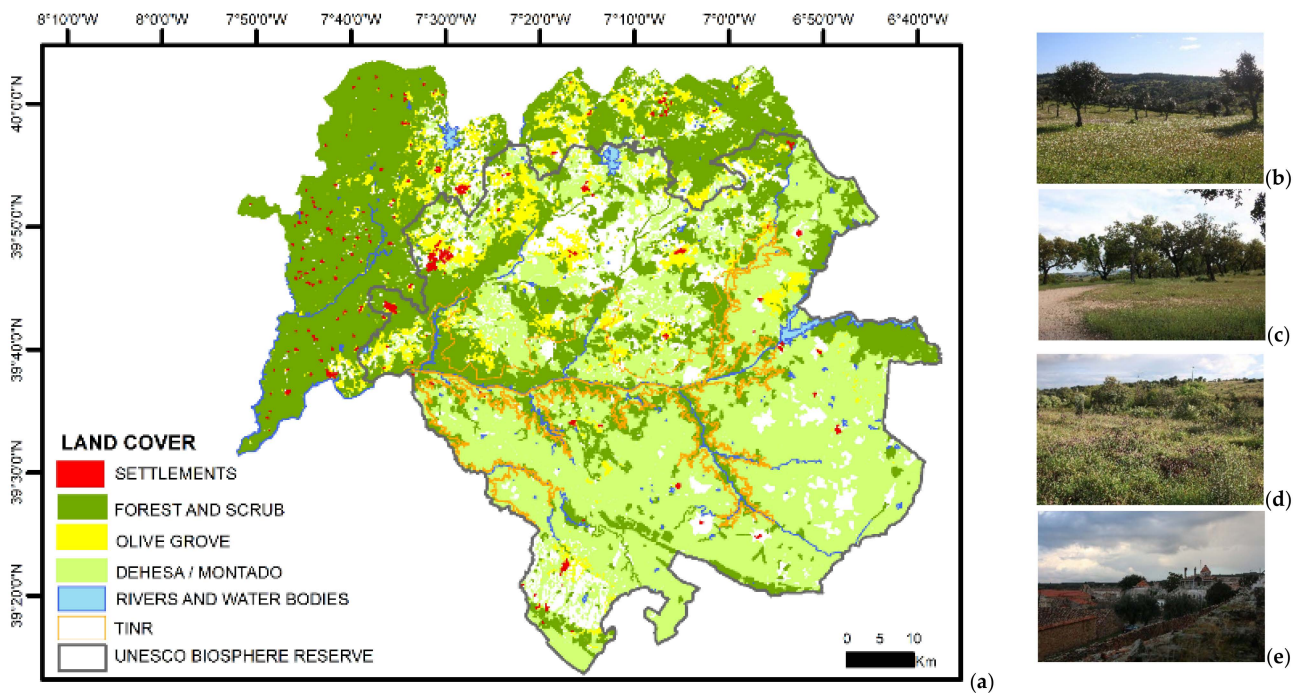 8°10'0"W 7°50'0"W 7°40'0"W 7°30'0"W 7°20'0"W 7°10'0"W 7°0'0"W 6°50'0"W 6°40'0"W
40°0'0"N
39°50'0"N
39°40'0"N
39°30'0"N
39°20'0"N
LAND COVER
SETTLEMENTS
FOREST AND SCRUB
OLIVE GROVE
DEHESA / MONTADO
RIVERS AND WATER BODIES
TINR
UNESCO BIOSPHERE RESERVE
0 5 10
Km
(a)
(b)
(c)
(d)
(e)